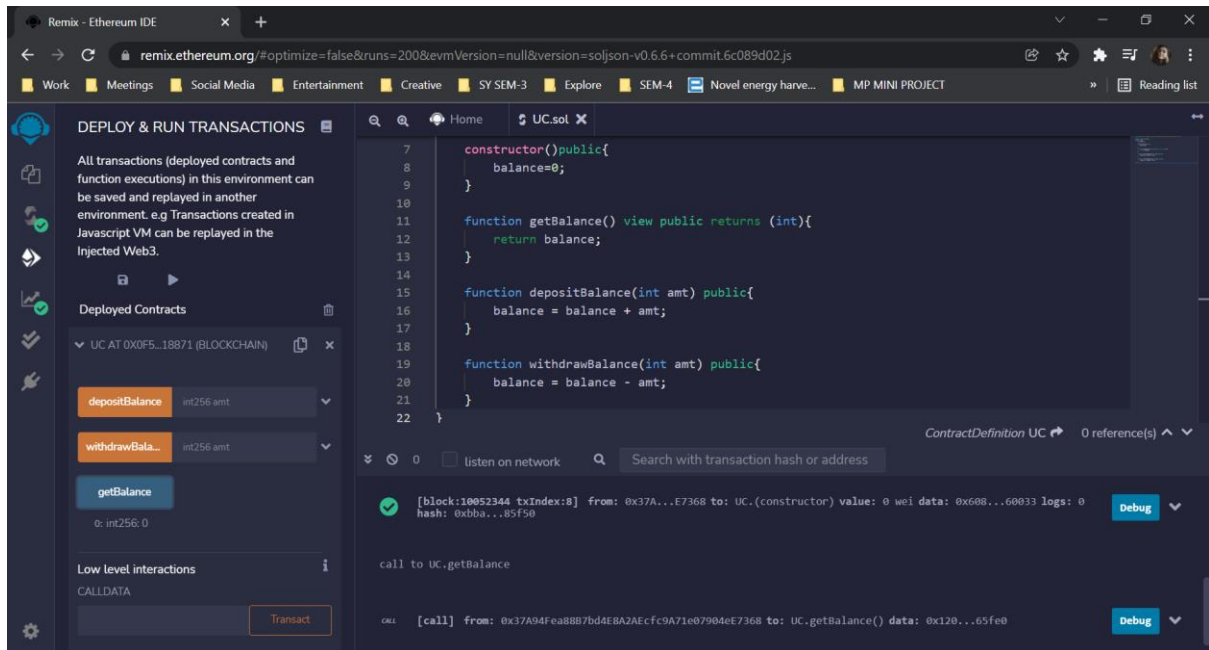 Remix - Ethereum IDE
remix.ethereum.org/#optimize=false&runs=200&evmVersion=null&version=soljson-v0.6.6+commit.6c089d02.js
Work Meetings Social Media Entertainment Creative SY SEM-3 Explore SEM-4 Novel energy harve... MP MINI PROJECT » Reading list
DEPLOY & RUN TRANSACTIONS
All transactions (deployed contracts and
function executions) in this environment can
be saved and replayed in another
environment. e.g Transactions created in
Javascript VM can be replayed in the
Injected Web3.
Deployed Contracts
UC AT 0X0F5...18871 (BLOCKCHAIN)
depositBalance int256 amt
withdrawBala... int256 amt
getBalance
0: int256: 0
Low level interactions i
CALLDATA
Transact
Home UC.sol
7 constructor()public{
8 balance=0;
9 }
10
11 function getBalance() view public returns (int){
12 return balance;
13 }
14
15 function depositBalance(int amt) public{
16 balance = balance + amt;
17 }
18
19 function withdrawBalance(int amt) public{
20 balance = balance - amt;
21 }
22 }
ContractDefinition UC 0 reference(s)
0 listen on network Search with transaction hash or address
[block:10052344 txIndex:8] from: 0x37A...E7368 to: UC.(constructor) value: 0 wei data: 0x608...60033 logs: 0
hash: 0xbba...85f50
Debug
call to UC.getBalance
CALL [call] from: 0x37A94Fea88B7bd4E8A2AEcfc9A71e07904eE7368 to: UC.getBalance() data: 0x120...65fe0
Debug